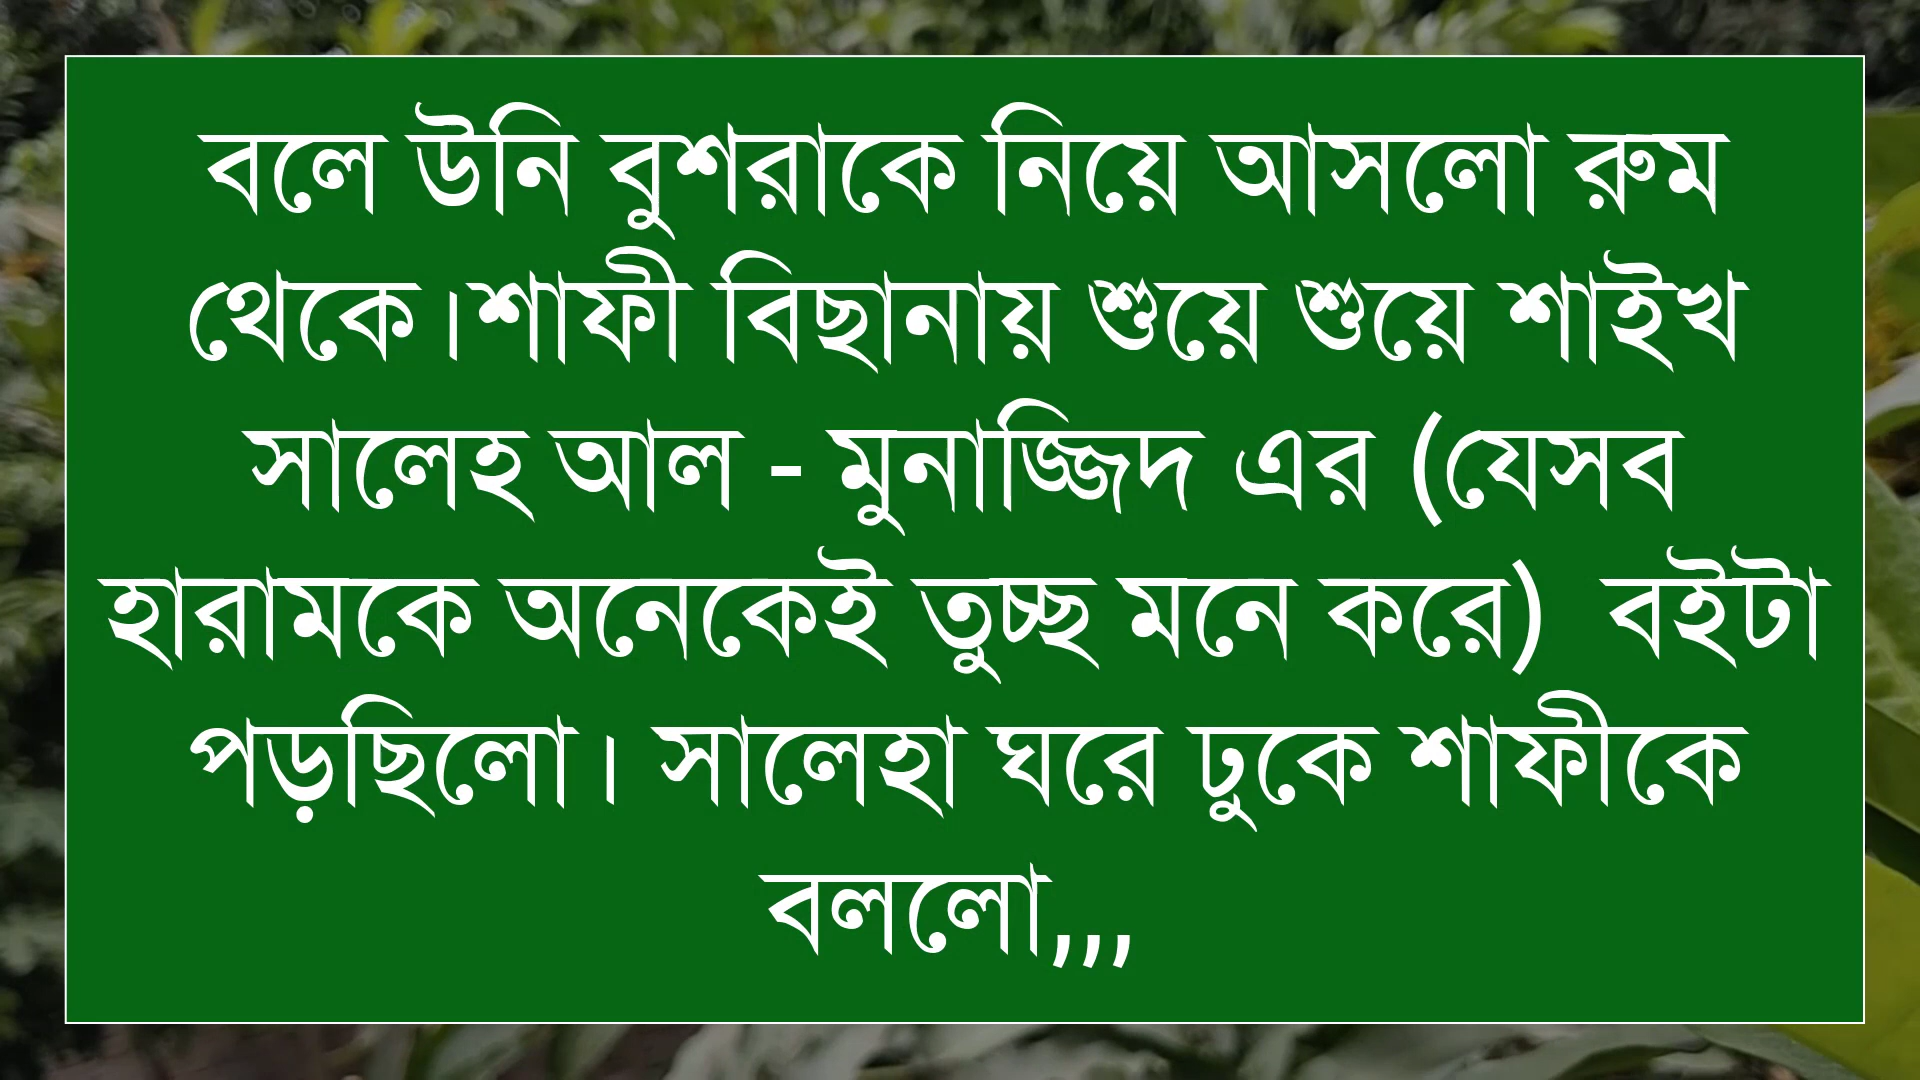 বলে উনি বুশরাকে নিয়ে আসলো রুম
থেকে।শাফী বিছানায় শুয়ে শুয়ে শাইখ
সালেহ আল - মুনাজ্জিদ এর (যেসব
হারামকে অনেকেই তুচ্ছ মনে করে)  বইটা
পড়ছিলো। সালেহা ঘরে ঢুকে শাফীকে
বললো,,,